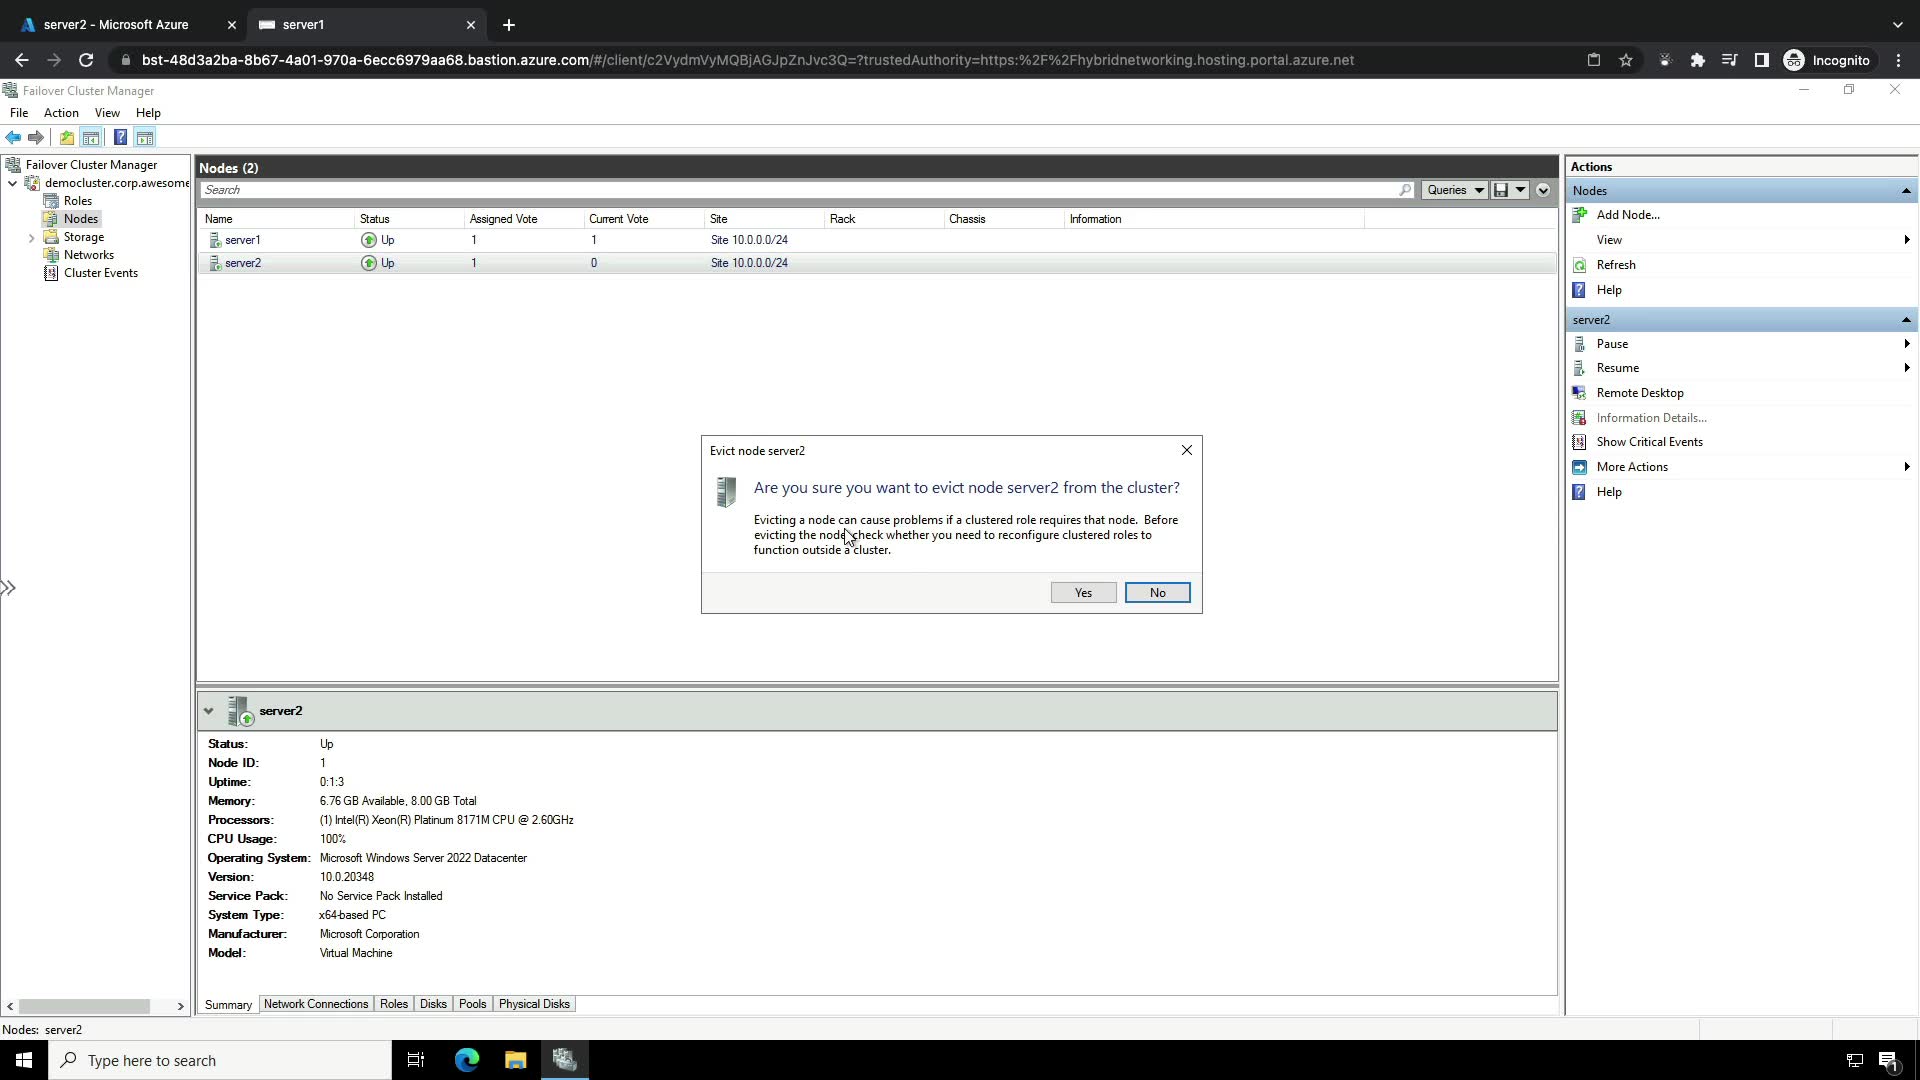 server2 - Microsoft Azure
server1
bst-48d3a2ba-8b67-4a01-970a-6ecc6979aa68.bastion.azure.com/#/client/c2VydmVyMQBjAGJpZnJvc3Q=?trustedAuthority=https:%2F%2Fhybridnetworking.hosting.portal.azure.net
Incognito
Failover Cluster Manager
File Action View Help
Failover Cluster Manager
democluster.corp.awesome
Roles
Nodes
Storage
Networks
Cluster Events
Nodes (2)
Search
Queries
Name Status Assigned Vote Current Vote Site Rack Chassis Information
server1 Up 1 1 Site 10.0.0.0/24
server2 Up 1 0 Site 10.0.0.0/24
Evict node server2
Are you sure you want to evict node server2 from the cluster?
Evicting a node can cause problems if a clustered role requires that node. Before
evicting the node check whether you need to reconfigure clustered roles to
function outside a cluster.
Yes
No
server2
Status: Up
Node ID: 1
Uptime: 0:1:3
Memory: 6.76 GB Available, 8.00 GB Total
Processors: (1) Intel(R) Xeon(R) Platinum 8171M CPU @ 2.60GHz
CPU Usage: 100%
Operating System: Microsoft Windows Server 2022 Datacenter
Version: 10.0.20348
Service Pack: No Service Pack Installed
System Type: x64-based PC
Manufacturer: Microsoft Corporation
Model: Virtual Machine
Summary Network Connections Roles Disks Pools Physical Disks
Actions
Nodes
Add Node...
View
Refresh
Help
server2
Pause
Resume
Remote Desktop
Information Details...
Show Critical Events
More Actions
Help
Nodes: server2
Type here to search
1